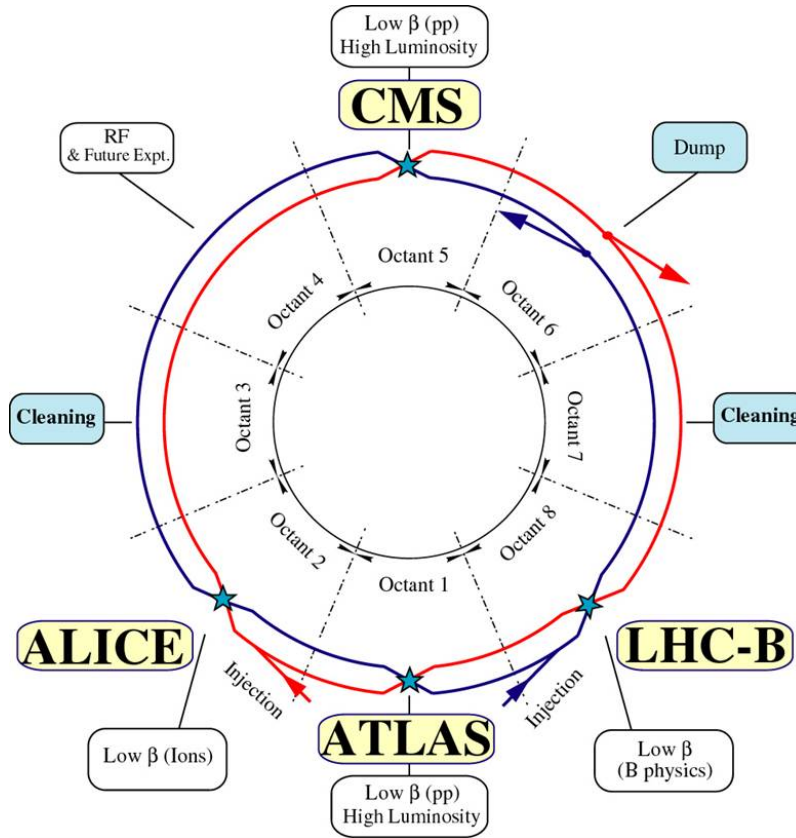 Low β (pp)
High Luminosity
CMS
RF
& Future Expt.
Dump
Octant 5
Octant 4
Octant 6
Cleaning
Octant 3
Octant 7
Cleaning
Octant 2
Octant 8
Octant 1
ALICE
LHC-B
Injection
Injection
ATLAS
Low β (Ions)
Low β
(B physics)
Low β (pp)
High Luminosity